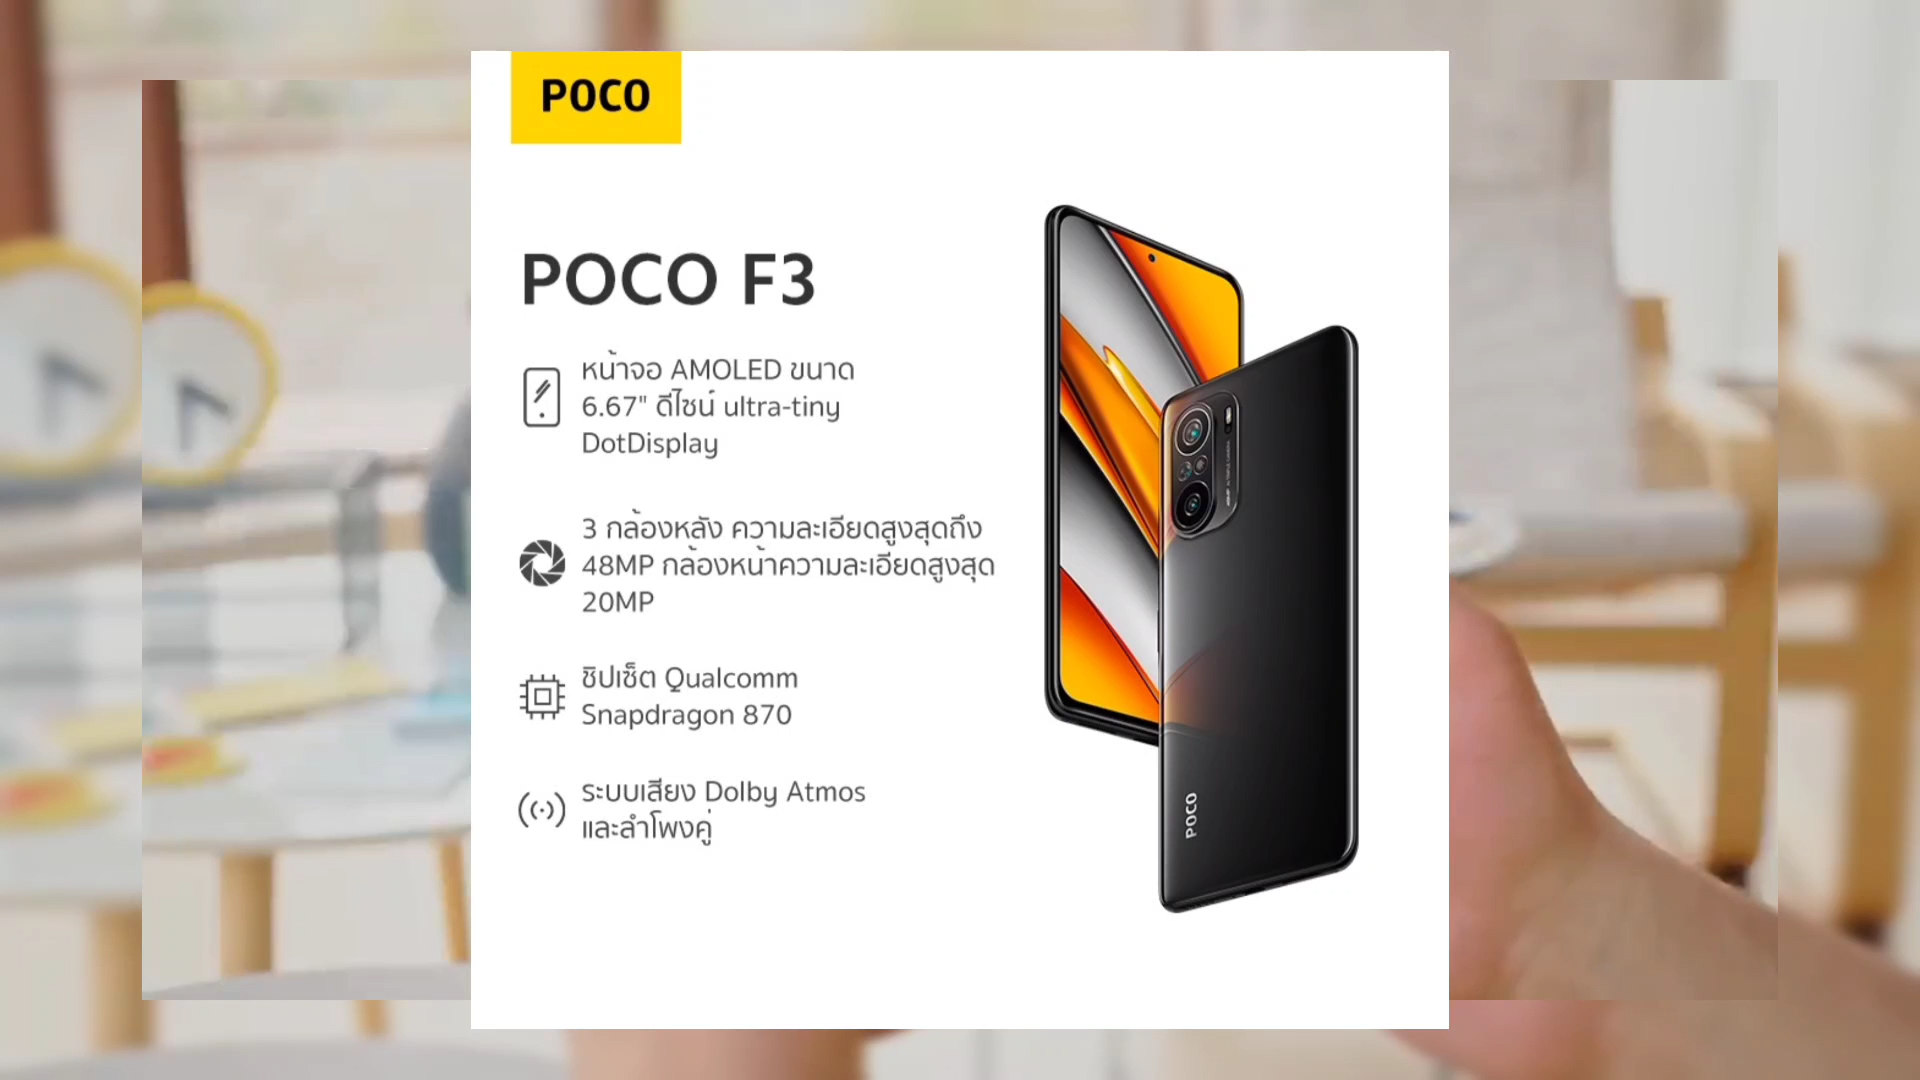 POCO
POCO F3
หน้าจอ AMOLED ขนาด
6.67" ดีไซน์ ultra-tiny
DotDisplay
3 กล้องหลัง ความละเอียดสูงสุดถึง
48MP กล้องหน้าความละเอียดสูงสุด
20MP
ชิปเซ็ต Qualcomm
Snapdragon 870
ระบบเสียง Dolby Atmos
และลำโพงคู่
POCO